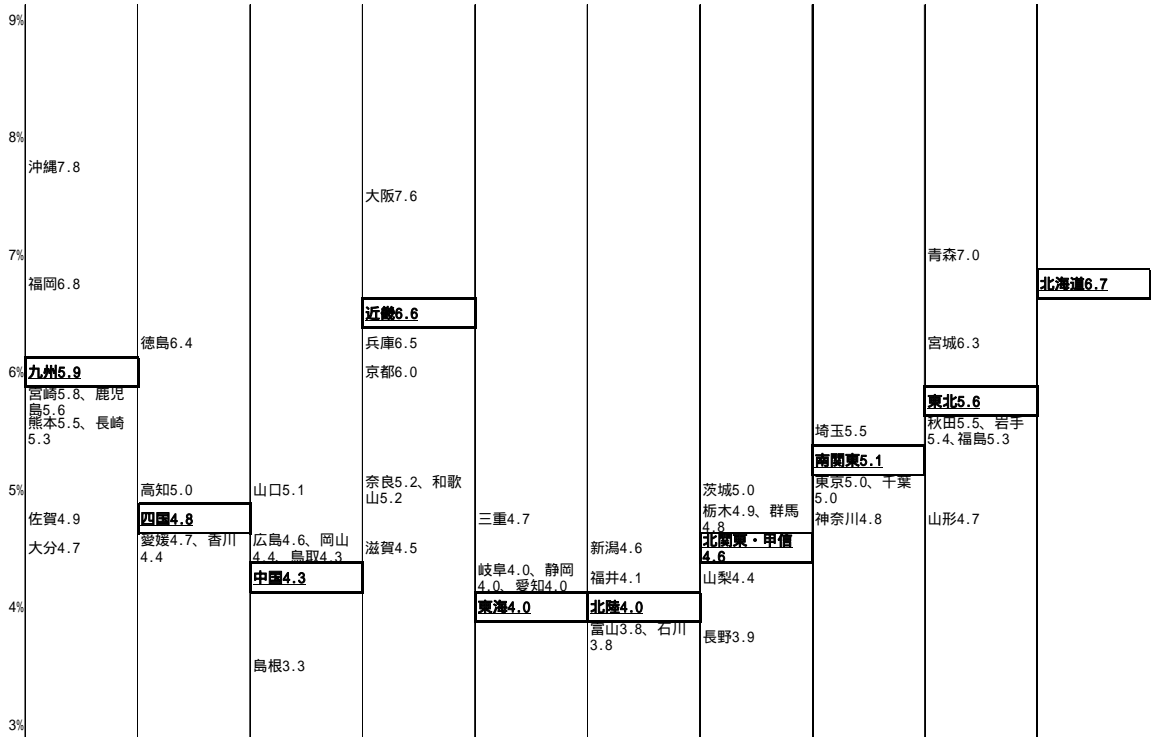 9%
8%
7%
6%
5%
4%
3%
沖縄7.8
福岡6.8
九州5.9
宮崎5.8、鹿児
島5.6
熊本5.5、長崎
5.3
佐賀4.9
大分4.7
徳島6.4
高知5.0
四国4.8
愛媛4.7、香川
4.4
山口5.1
広島4.6、岡山
4.4、鳥取4.3
中国4.3
島根3.3
大阪7.6
近畿6.6
兵庫6.5
京都6.0
奈良5.2、和歌
山5.2
滋賀4.5
三重4.7
岐阜4.0、静岡
4.0、愛知4.0
東海4.0
新潟4.6
福井4.1
北陸4.0
富山3.8、石川
3.8
茨城5.0
栃木4.9、群馬
4.8
北関東・甲信
4.6
山梨4.4
長野3.9
埼玉5.5
南関東5.1
東京5.0、千葉
5.0
神奈川4.8
青森7.0
宮城6.3
東北5.6
秋田5.5、岩手
5.4、福島5.3
山形4.7
北海道6.7